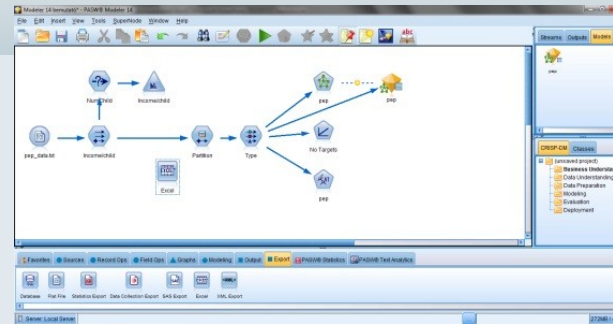 Modeler 14 bemutató* - PASW® Modeler 14
File Edit Insert View Tools SuperNode Window Help
Streams Outputs Models
pep
NumChild
Income/child
pep
pep
pep_data.txt
Income/child
Partition
Type
No Targets
Excel
pep
CRISP-DM Classes
(unsaved project)
Business Understa
Data Understanding
Data Preparation
Modeling
Evaluation
Deployment
Favorites Sources Record Ops Field Ops Graphs Modeling Output Export PASW® Statistics PASW® Text Analytics
Database Flat File Statistics Export Data Collection Export SAS Export Excel XML Export
Server: Local Server
272MB